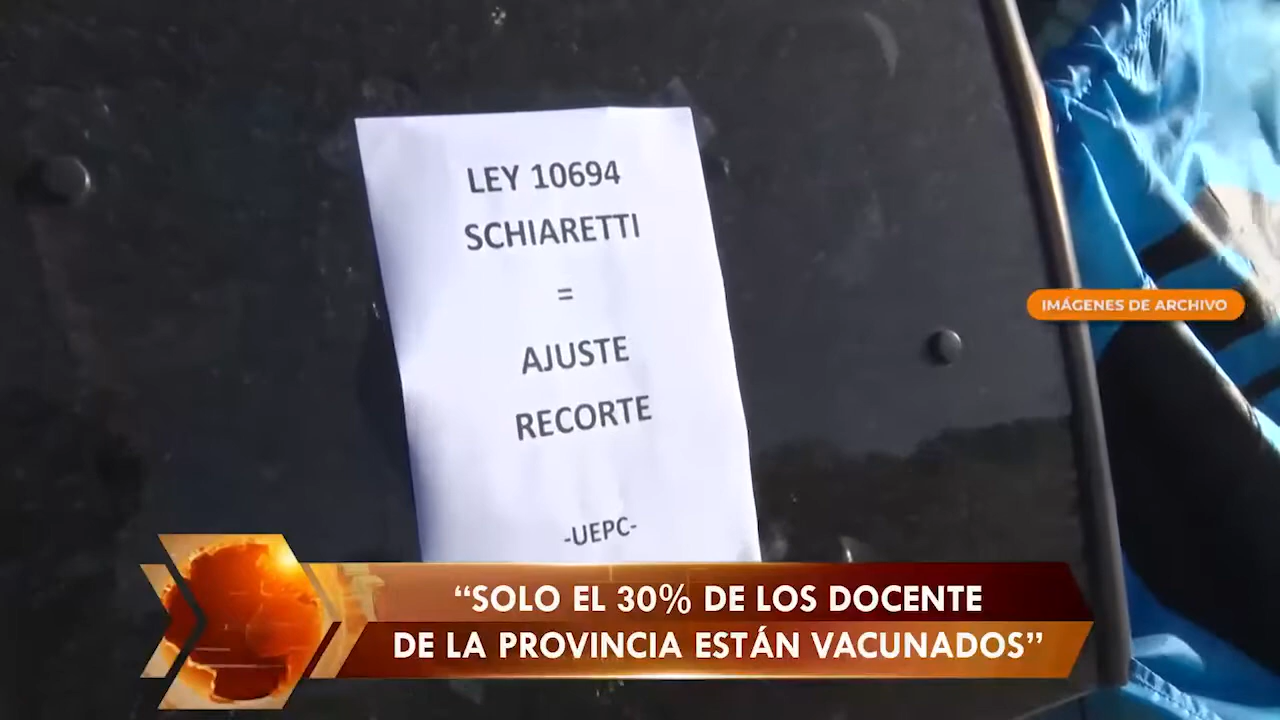 LEY 10694
SCHIARETTI
=
AJUSTE
RECORTE
-UEPC-
IMÁGENES DE ARCHIVO
“SOLO EL 30% DE LOS DOCENTE
DE LA PROVINCIA ESTÁN VACUNADOS”